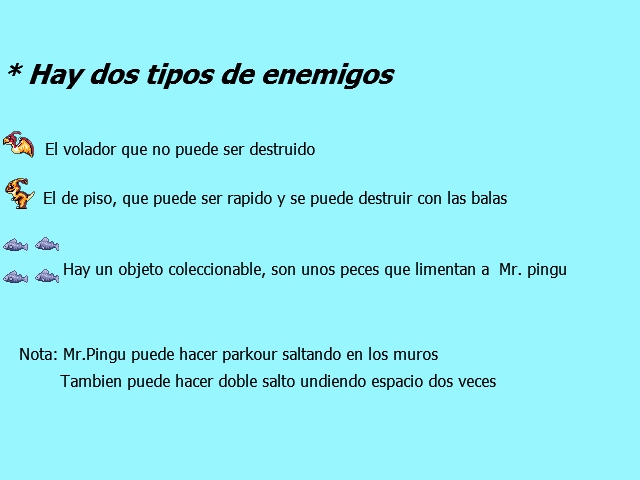 * Hay dos tipos de enemigos
El volador que no puede ser destruido
El de piso, que puede ser rapido y se puede destruir con las balas
Hay un objeto coleccionable, son unos peces que limentan a Mr. pingu
Nota: Mr.Pingu puede hacer parkour saltando en los muros
Tambien puede hacer doble salto undiendo espacio dos veces